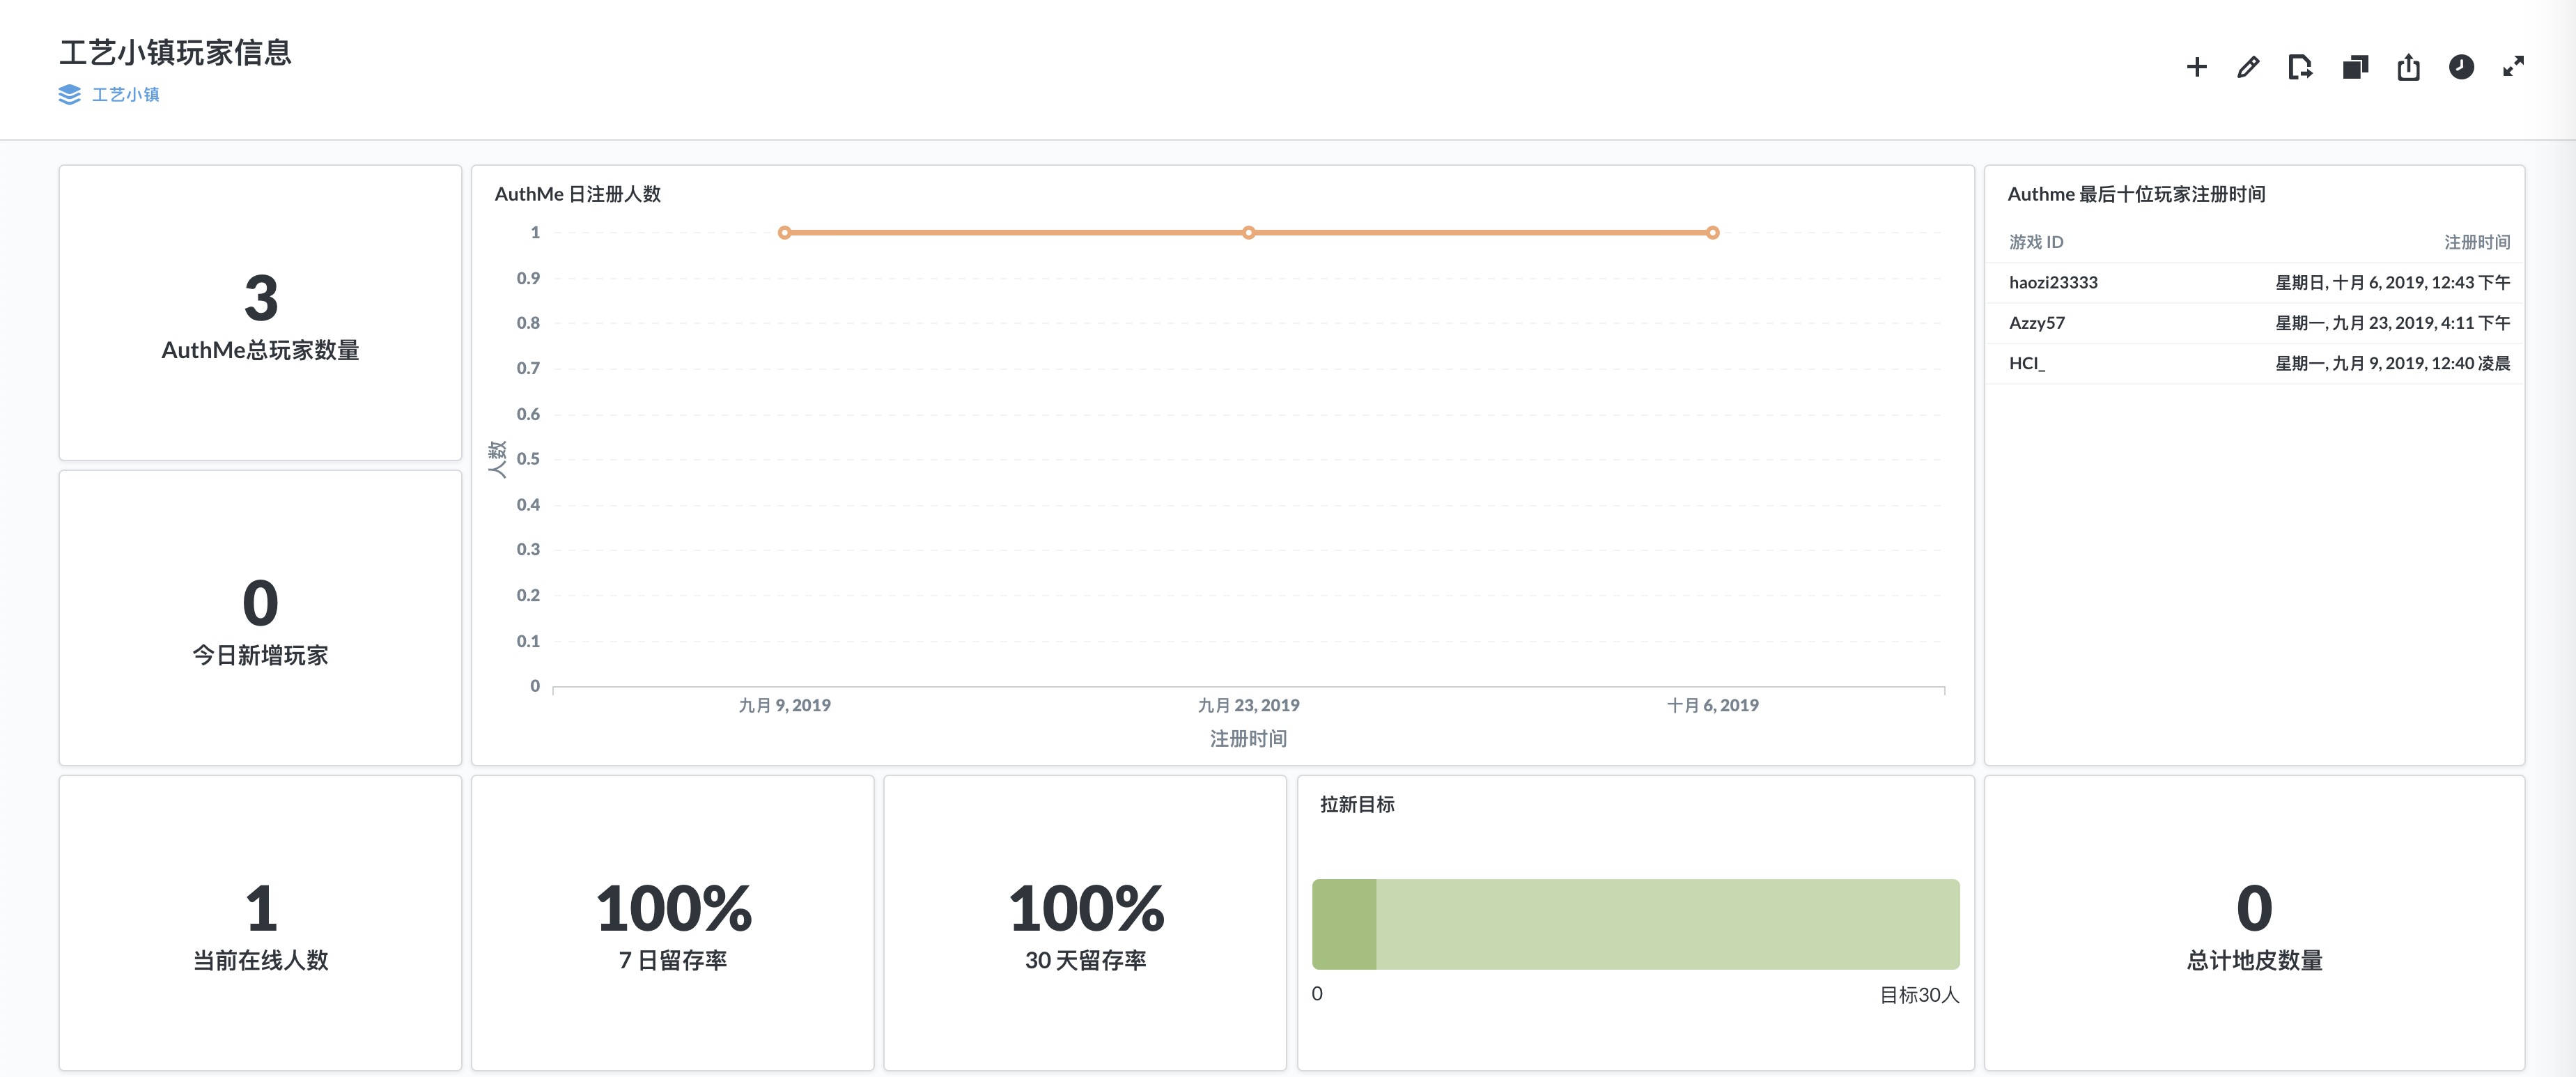 工艺小镇玩家信息
工艺小镇
3
AuthMe总玩家数量
0
今日新增玩家
AuthMe 日注册人数
人数
1
0.9
0.8
0.7
0.6
0.5
0.4
0.3
0.2
0.1
0
九月 9, 2019
九月 23, 2019
十月 6, 2019
注册时间
Authme 最后十位玩家注册时间
游戏 ID 注册时间
haozi23333 星期日, 十月 6, 2019, 12:43 下午
Azzy57 星期一, 九月 23, 2019, 4:11 下午
HCl_ 星期一, 九月 9, 2019, 12:40 凌晨
1
当前在线人数
100%
7 日留存率
100%
30 天留存率
拉新目标
0
目标30人
0
总计地皮数量